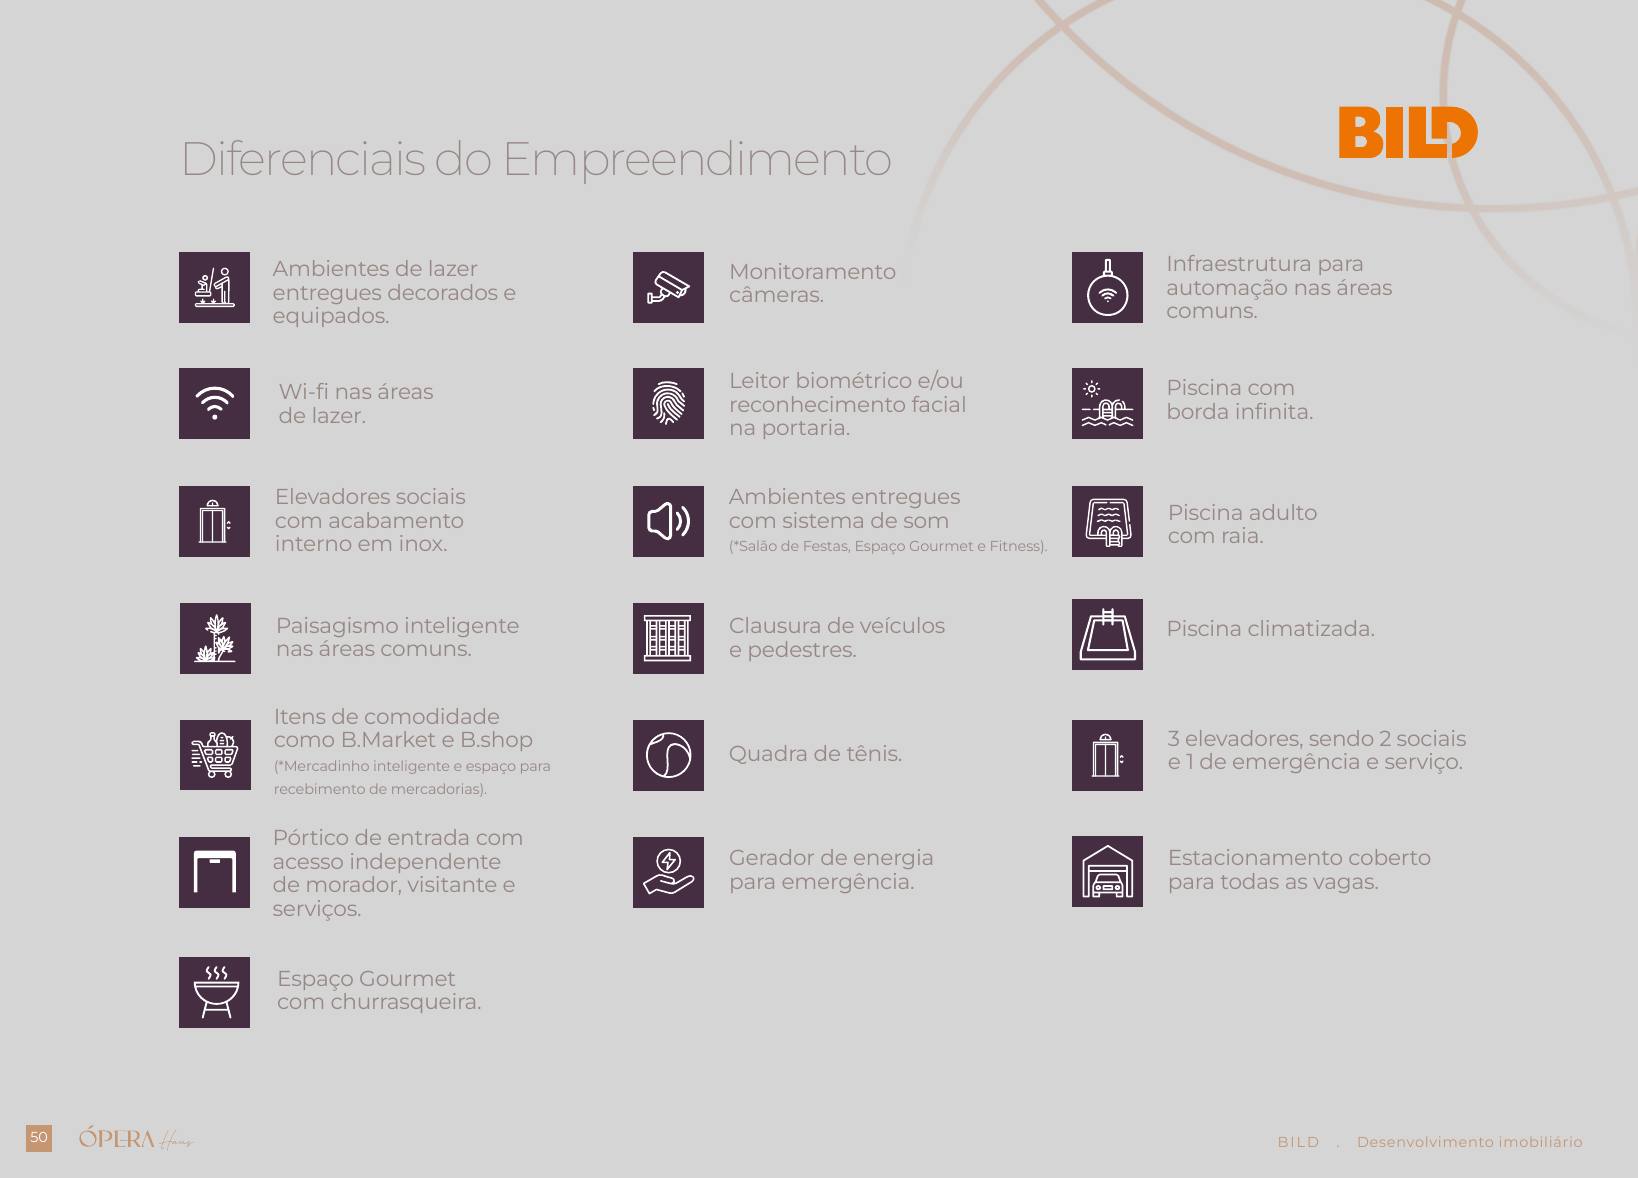 BILD
Diferenciais do Empreendimento
Ambientes de lazer
entregues decorados e
equipados.
Wi-fi nas áreas
de lazer.
Elevadores sociais
com acabamento
interno em inox.
Paisagismo inteligente
nas áreas comuns.
Itens de comodidade
como B.Market e B.shop
(*Mercadinho inteligente e espaço para
recebimento de mercadorias).
Pórtico de entrada com
acesso independente
de morador, visitante e
serviços.
Espaço Gourmet
com churrasqueira.
Monitoramento
câmeras.
Leitor biométrico e/ou
reconhecimento facial
na portaria.
Ambientes entregues
com sistema de som
(*Salão de Festas, Espaço Gourmet e Fitness).
Clausura de veículos
e pedestres.
Quadra de tênis.
Gerador de energia
para emergência.
Infraestrutura para
automação nas áreas
comuns.
Piscina com
borda infinita.
Piscina adulto
com raia.
Piscina climatizada.
3 elevadores, sendo 2 sociais
e 1 de emergência e serviço.
Estacionamento coberto
para todas as vagas.
50
ÓPERA Haus
BILD . Desenvolvimento imobiliário